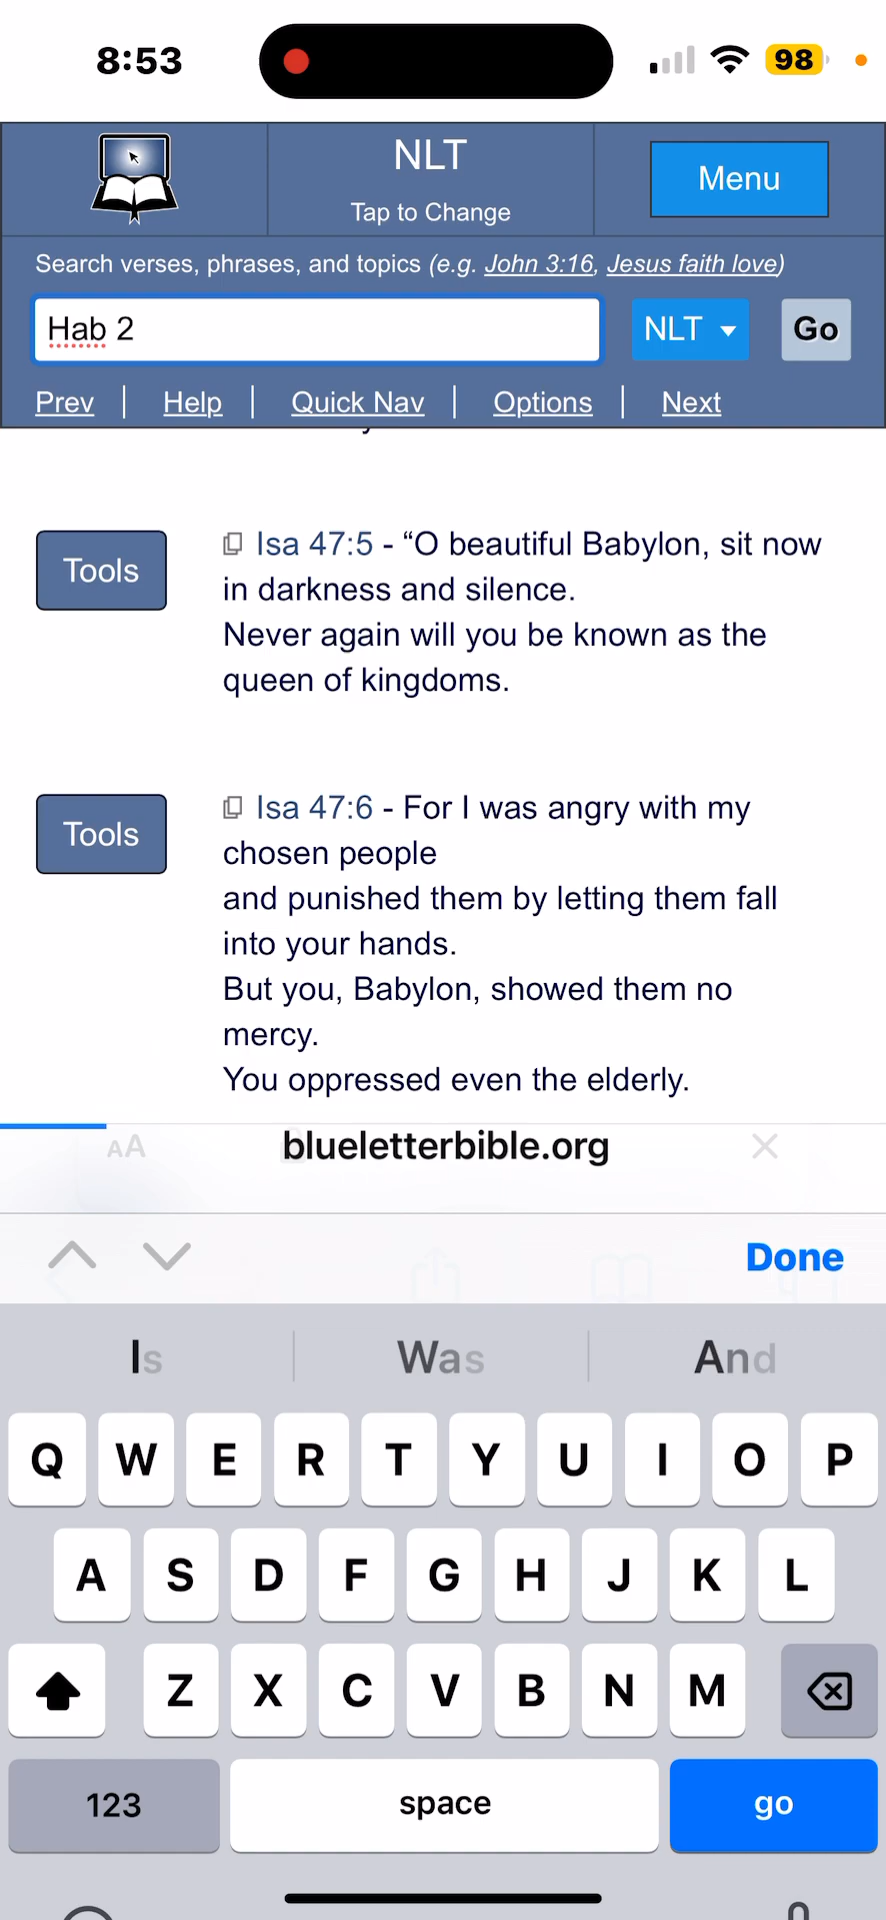 8:53
98
NLT
Tap to Change
Menu
Search verses, phrases, and topics (e.g. John 3:16, Jesus faith love)
Hab 2
NLT
Go
Prev | Help | Quick Nav | Options | Next
Tools
Isa 47:5 - “O beautiful Babylon, sit now
in darkness and silence.
Never again will you be known as the
queen of kingdoms.
Tools
Isa 47:6 - For I was angry with my
chosen people
and punished them by letting them fall
into your hands.
But you, Babylon, showed them no
mercy.
You oppressed even the elderly.
AA blueletterbible.org
Done
Is Was And
Q W E R T Y U I O P
A S D F G H J K L
Z X C V B N M
123 space go